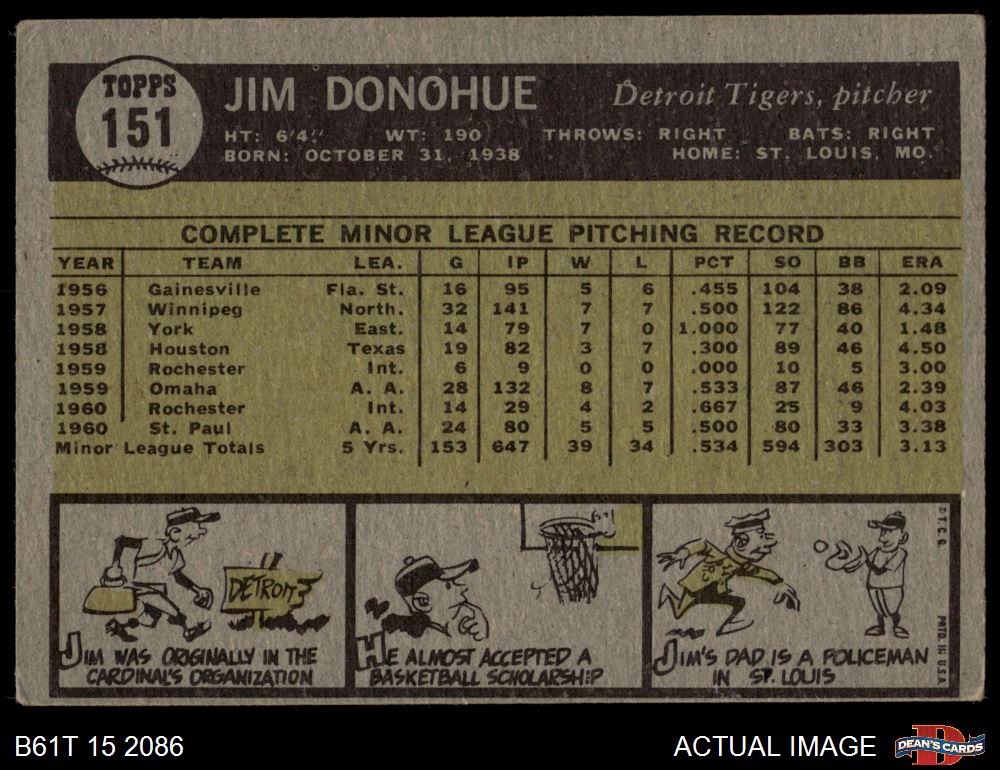 TOPPS
151
JIM DONOHUE
Detroit Tigers, pitcher
HT: 6'4" WT: 190 THROWS: RIGHT BATS: RIGHT
BORN: OCTOBER 31, 1938 HOME: ST. LOUIS, MO.
COMPLETE MINOR LEAGUE PITCHING RECORD
YEAR TEAM LEA. G IP W L PCT SO BB ERA
1956 Gainesville Fla. St. 16 95 5 6 .455 104 38 2.09
1957 Winnipeg North. 32 141 7 7 .500 122 86 4.34
1958 York East. 14 79 7 0 1.000 77 40 1.48
1958 Houston Texas 19 82 3 7 .300 89 46 4.50
1959 Rochester Int. 6 9 0 0 .000 10 5 3.00
1959 Omaha A. A. 28 132 8 7 .533 87 46 2.39
1960 Rochester Int. 14 29 4 2 .667 25 9 4.03
1960 St. Paul A. A. 24 80 5 5 .500 80 33 3.38
Minor League Totals 5 Yrs. 153 647 39 34 .534 594 303 3.13
DETROIT
JIM WAS ORIGINALLY IN THE
CARDINAL'S ORGANIZATION
HE ALMOST ACCEPTED A
BASKETBALL SCHOLARSHIP
JIM'S DAD IS A POLICEMAN
IN ST. LOUIS
© T.C.G.
PRTD. IN U.S.A.
B61T 15 2086
ACTUAL IMAGE
D
DEAN'S CARDS